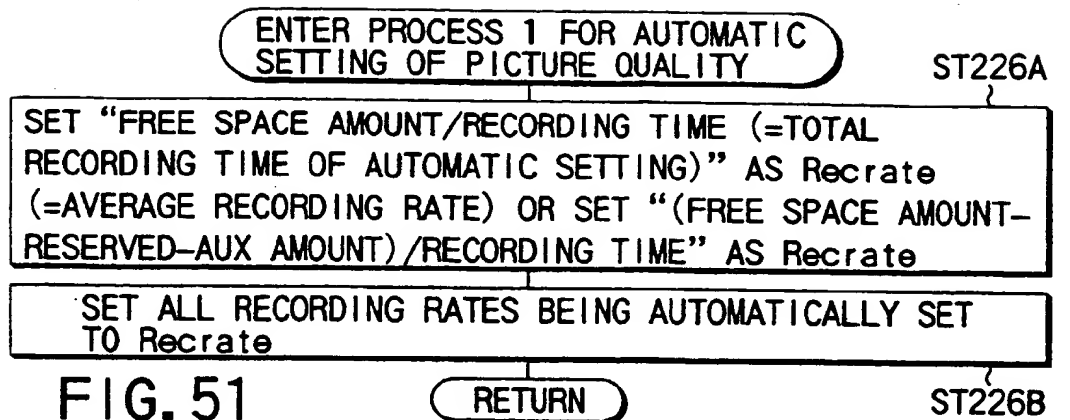 ENTER PROCESS 1 FOR AUTOMATIC
SETTING OF PICTURE QUALITY
ST226A
SET “FREE SPACE AMOUNT/RECORDING TIME (=TOTAL
RECORDING TIME OF AUTOMATIC SETTING)” AS Recrate
(=AVERAGE RECORDING RATE) OR SET “(FREE SPACE AMOUNT–
RESERVED–AUX AMOUNT)/RECORDING TIME” AS Recrate
SET ALL RECORDING RATES BEING AUTOMATICALLY SET
TO Recrate
FIG. 51
RETURN
ST226B